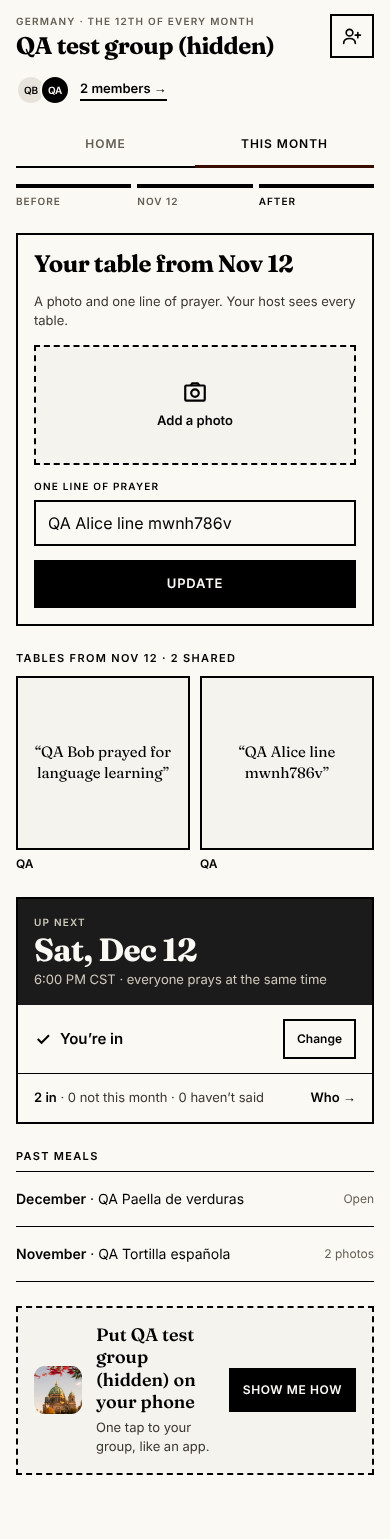 GERMANY · THE 12TH OF EVERY MONTH
QA test group (hidden)
QB QA 2 members →
HOME THIS MONTH
BEFORE NOV 12 AFTER
Your table from Nov 12
A photo and one line of prayer. Your host sees every
table.
Add a photo
ONE LINE OF PRAYER
QA Alice line mwnh786v
UPDATE
TABLES FROM NOV 12 · 2 SHARED
“QA Bob prayed for
language learning”
“QA Alice line
mwnh786v”
QA QA
UP NEXT
Sat, Dec 12
6:00 PM CST · everyone prays at the same time
You’re in Change
2 in · 0 not this month · 0 haven’t said Who →
PAST MEALS
December · QA Paella de verduras Open
November · QA Tortilla española 2 photos
Put QA test
group
(hidden) on
your phone
One tap to your
group, like an app.
SHOW ME HOW